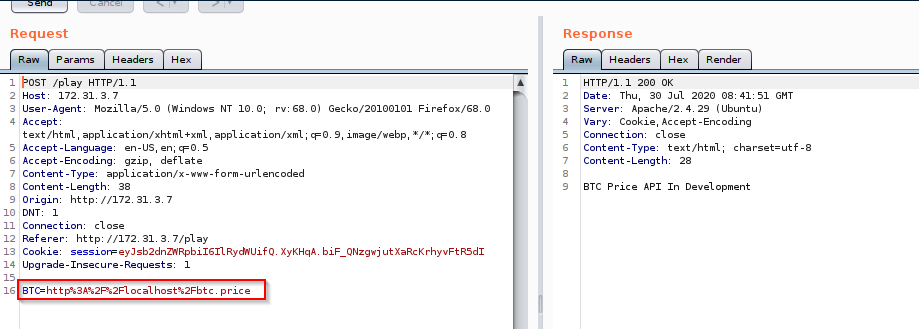 Send Cancel < >
Request
Raw Params Headers Hex
1 POST /play HTTP/1.1
2 Host: 172.31.3.7
3 User-Agent: Mozilla/5.0 (Windows NT 10.0; rv:68.0) Gecko/20100101 Firefox/68.0
4 Accept:
text/html,application/xhtml+xml,application/xml;q=0.9,image/webp,*/*;q=0.8
5 Accept-Language: en-US,en;q=0.5
6 Accept-Encoding: gzip, deflate
7 Content-Type: application/x-www-form-urlencoded
8 Content-Length: 38
9 Origin: http://172.31.3.7
10 DNT: 1
11 Connection: close
12 Referer: http://172.31.3.7/play
13 Cookie: session=eyJsb2dnZWRpbiI6IlRydWUifQ.XyKHqA.biF_QNzgwjutXaRcKrhyvFtR5dI
14 Upgrade-Insecure-Requests: 1
15
16 BTC=http%3A%2F%2Flocalhost%2Fbtc.price
Response
Raw Headers Hex Render
1 HTTP/1.1 200 OK
2 Date: Thu, 30 Jul 2020 08:41:51 GMT
3 Server: Apache/2.4.29 (Ubuntu)
4 Vary: Cookie,Accept-Encoding
5 Connection: close
6 Content-Type: text/html; charset=utf-8
7 Content-Length: 28
8
9 BTC Price API In Development